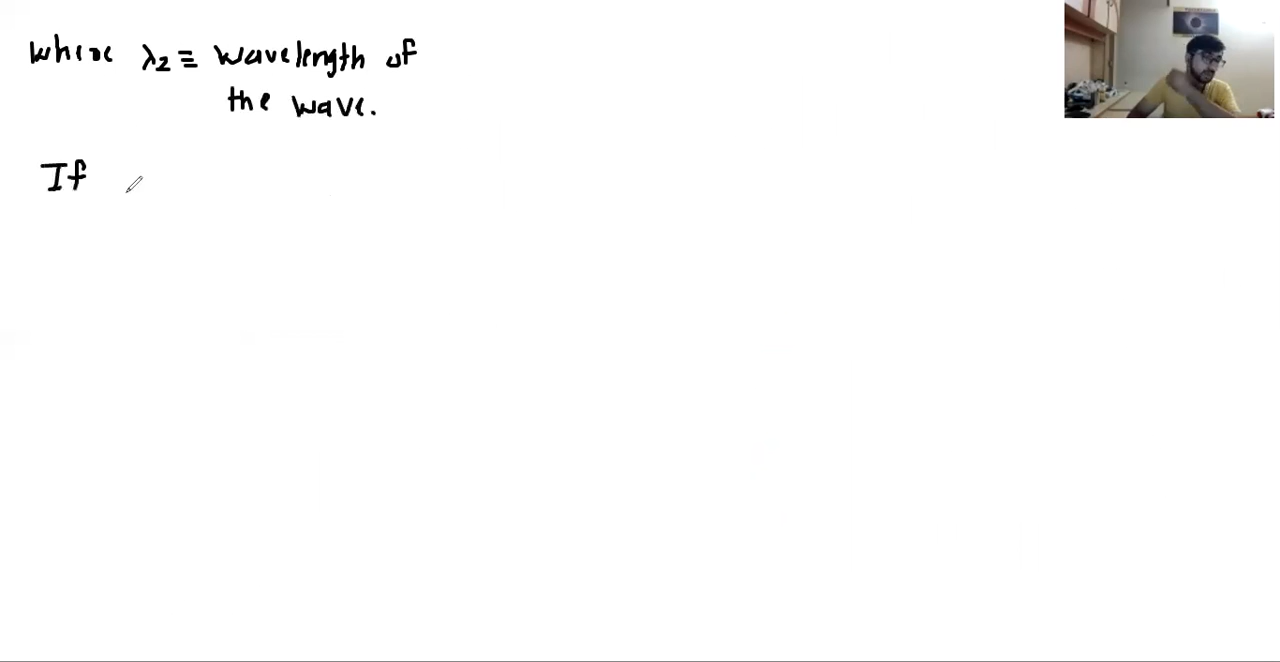 where λ₂ ≡ wavelength of
the wave.
If